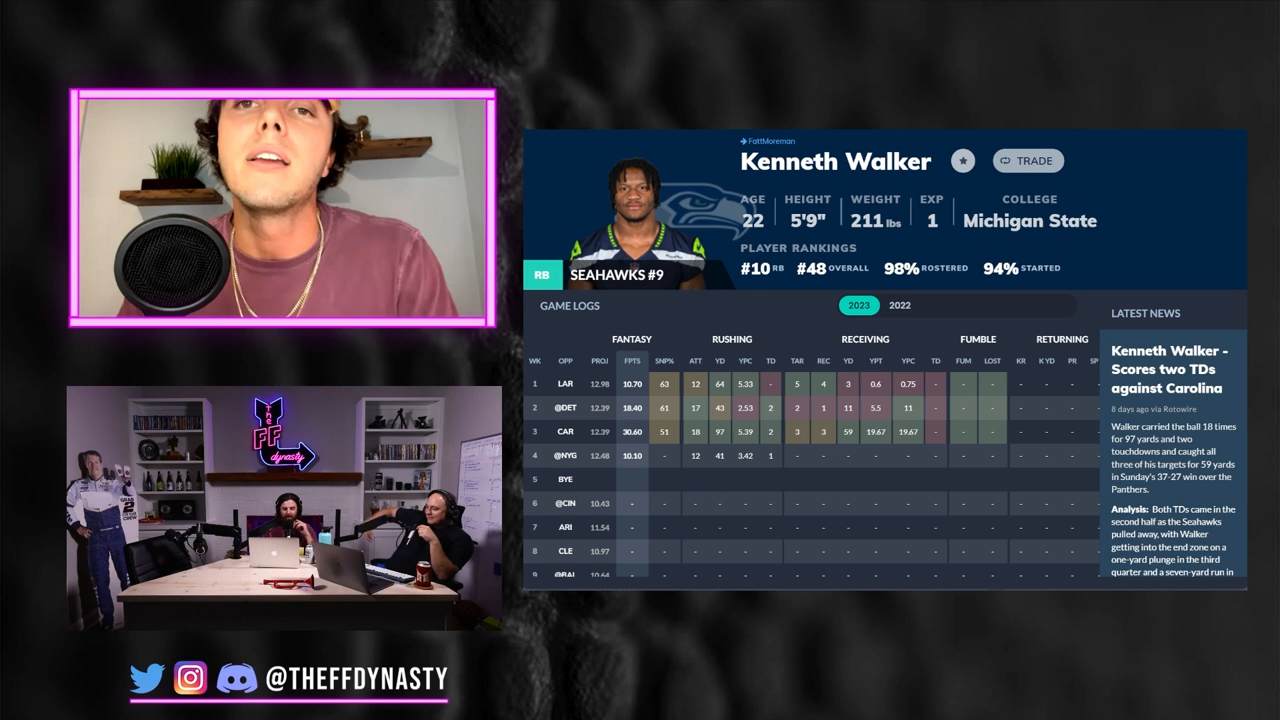 FattMoreman
Kenneth Walker
TRADE
AGE HEIGHT WEIGHT EXP COLLEGE
22 5'9" 211 lbs 1 Michigan State
PLAYER RANKINGS
#10 RB #48 OVERALL 98% ROSTERED 94% STARTED
RB SEAHAWKS #9
GAME LOGS 2023 2022
FANTASY RUSHING RECEIVING FUMBLE RETURNING
WK OPP PROJ FPTS SNP% ATT YD YPC TD TAR REC YD YPT YPC TD FUM LOST KR KYD PR
1 LAR 12.98 10.70 63 12 64 5.33 - 5 4 3 0.6 0.75 - - - - - - -
2 @DET 12.39 18.40 61 17 43 2.53 2 2 1 11 5.5 11 - - - - - - -
3 CAR 12.39 30.60 51 18 97 5.39 2 3 3 59 19.67 19.67 - - - - - - -
4 @NYG 12.48 10.10 - 12 41 3.42 1 - - - - - - - - - - - -
5 BYE
6 @CIN 10.43 - - - - - - - - - - - - - - - - - -
7 ARI 11.54 - - - - - - - - - - - - - - - - - -
8 CLE 10.97 - - - - - - - - - - - - - - - - - -
9 @BAL 10.64
LATEST NEWS
Kenneth Walker -
Scores two TDs
against Carolina
8 days ago via Rotowire
Walker carried the ball 18 times
for 97 yards and two
touchdowns and caught all
three of his targets for 59 yards
in Sunday's 37-27 win over the
Panthers.
Analysis: Both TDs came in the
second half as the Seahawks
pulled away, with Walker
getting into the end zone on a
one-yard plunge in the third
quarter and a seven-yard run in
The
FF
dynasty
@THEFFDYNASTY